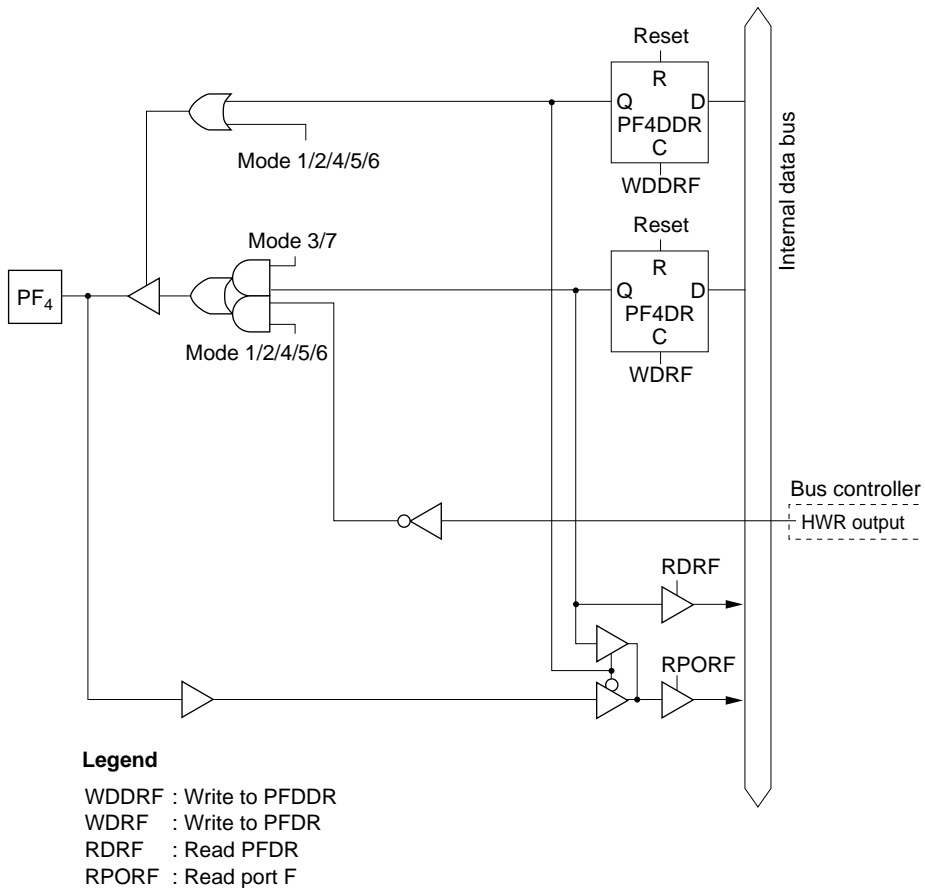 Reset
R
Q D
PF4DDR
C
WDDRF
Mode 1/2/4/5/6
Internal data bus
Reset
R
Q D
PF4DR
C
WDRF
Mode 3/7
PF4
Mode 1/2/4/5/6
Bus controller
HWR output
RDRF
RPORF
Legend
WDDRF : Write to PFDDR
WDRF : Write to PFDR
RDRF : Read PFDR
RPORF : Read port F